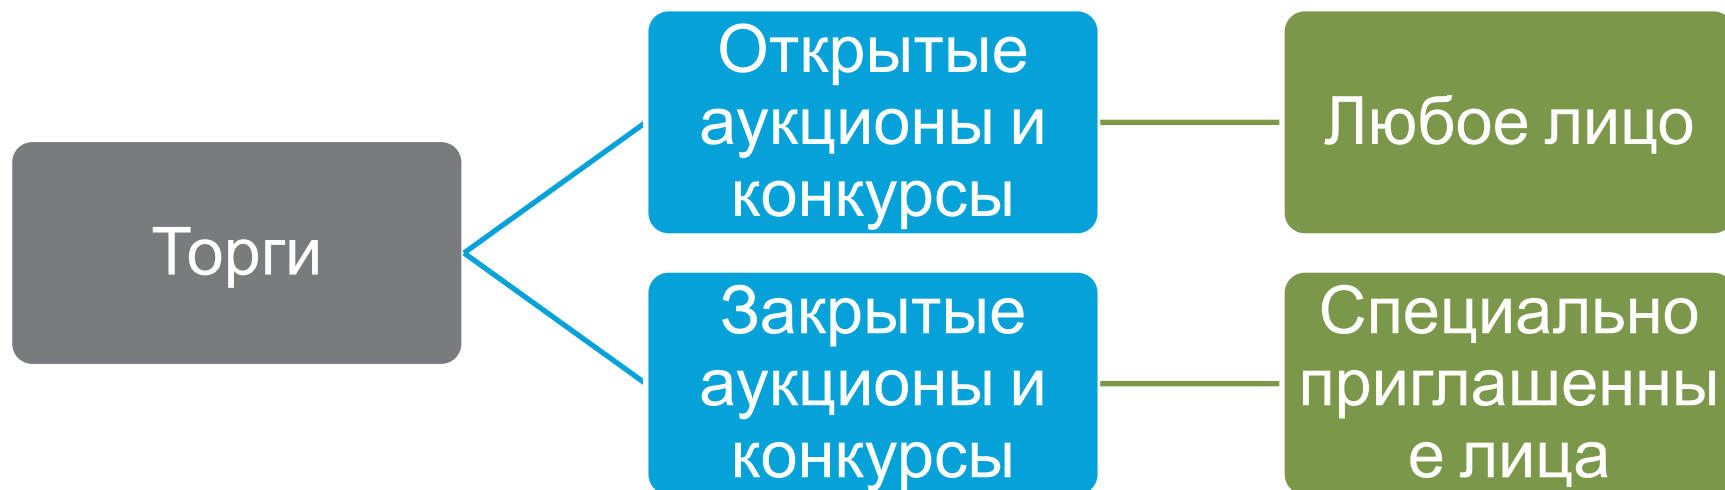 Торги
Открытые
аукционы и
конкурсы
Любое лицо
Закрытые
аукционы и
конкурсы
Специально
приглашенны
е лица